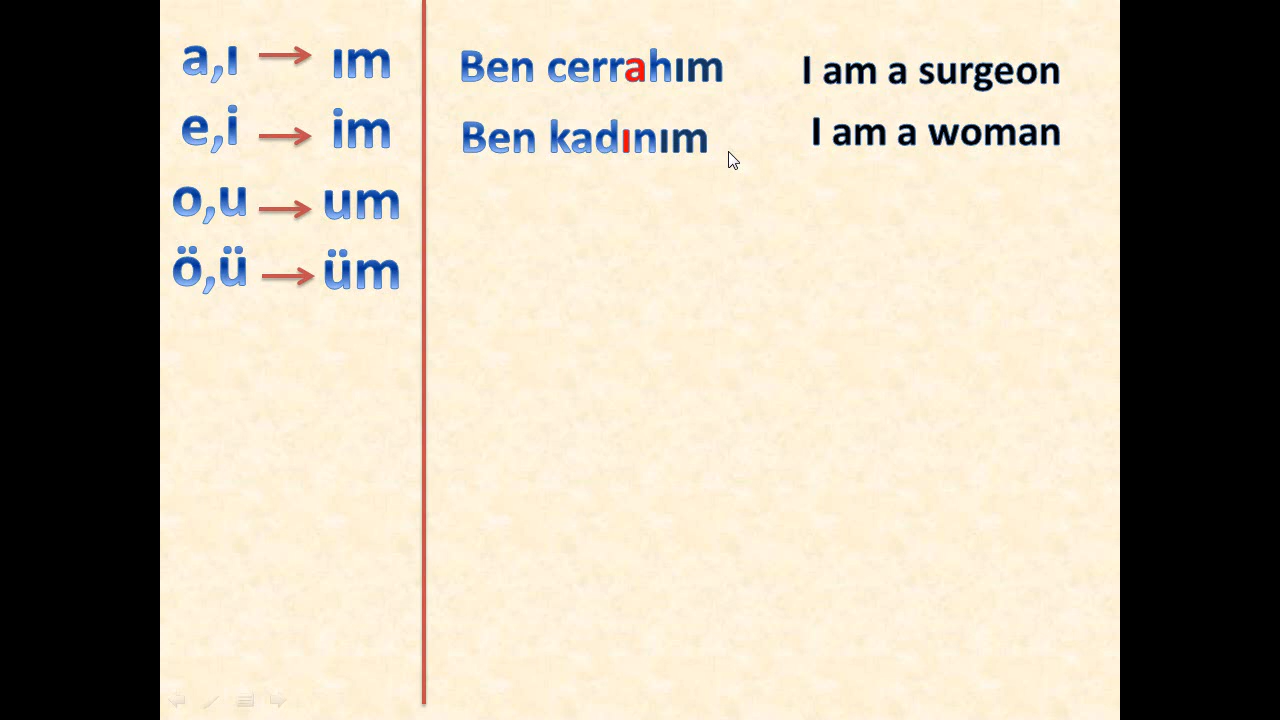 a,ı → ım
e,i → im
o,u → um
ö,ü → üm
Ben cerrahım I am a surgeon
Ben kadınım I am a woman